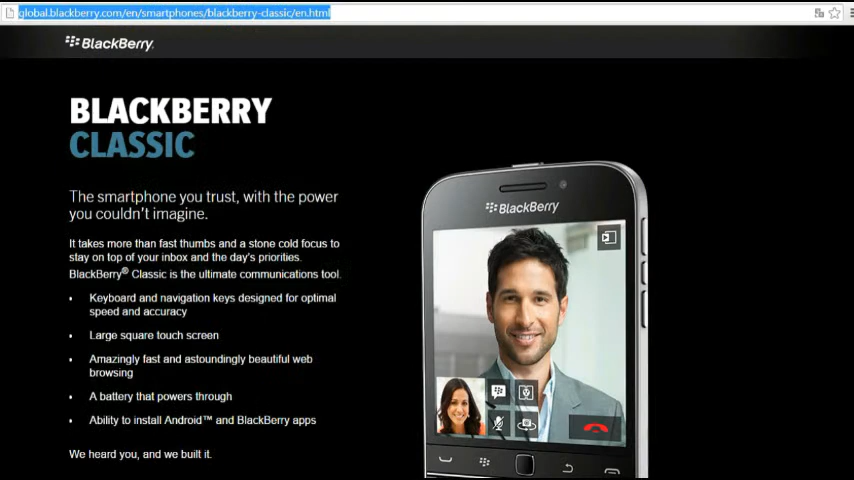 global.blackberry.com/en/smartphones/blackberry-classic/en.html
BlackBerry.
BLACKBERRY
CLASSIC
The smartphone you trust, with the power
you couldn't imagine.
It takes more than fast thumbs and a stone cold focus to
stay on top of your inbox and the day's priorities.
BlackBerry® Classic is the ultimate communications tool.
• Keyboard and navigation keys designed for optimal
speed and accuracy
• Large square touch screen
• Amazingly fast and astoundingly beautiful web
browsing
• A battery that powers through
• Ability to install Android™ and BlackBerry apps
We heard you, and we built it.
BlackBerry